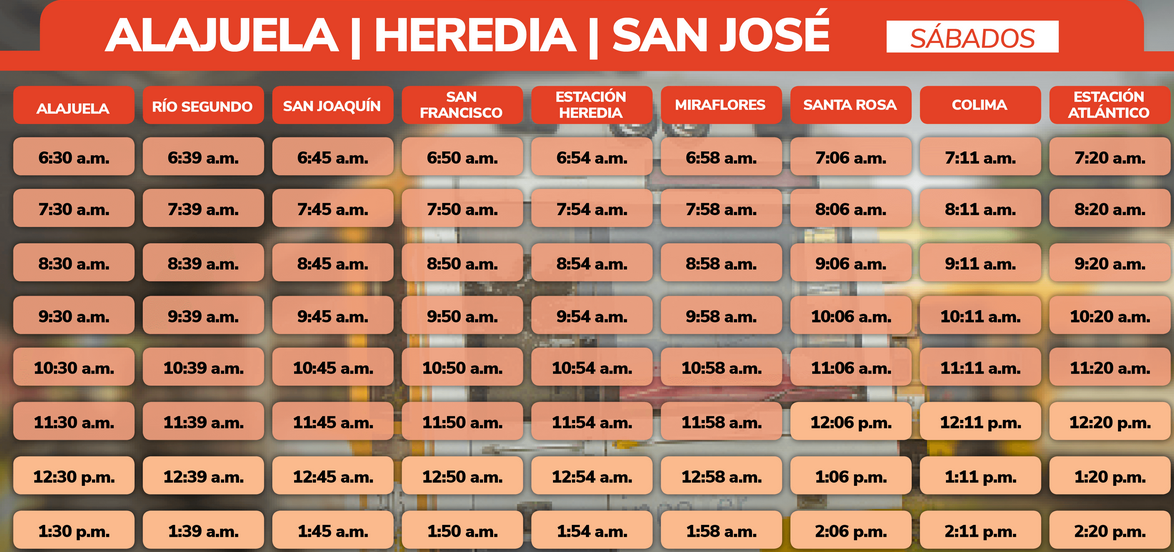 ALAJUELA | HEREDIA | SAN JOSÉ SÁBADOS
ALAJUELA RÍO SEGUNDO SAN JOAQUÍN SAN FRANCISCO ESTACIÓN HEREDIA MIRAFLORES SANTA ROSA COLIMA ESTACIÓN ATLÁNTICO
6:30 a.m. 6:39 a.m. 6:45 a.m. 6:50 a.m. 6:54 a.m. 6:58 a.m. 7:06 a.m. 7:11 a.m. 7:20 a.m.
7:30 a.m. 7:39 a.m. 7:45 a.m. 7:50 a.m. 7:54 a.m. 7:58 a.m. 8:06 a.m. 8:11 a.m. 8:20 a.m.
8:30 a.m. 8:39 a.m. 8:45 a.m. 8:50 a.m. 8:54 a.m. 8:58 a.m. 9:06 a.m. 9:11 a.m. 9:20 a.m.
9:30 a.m. 9:39 a.m. 9:45 a.m. 9:50 a.m. 9:54 a.m. 9:58 a.m. 10:06 a.m. 10:11 a.m. 10:20 a.m.
10:30 a.m. 10:39 a.m. 10:45 a.m. 10:50 a.m. 10:54 a.m. 10:58 a.m. 11:06 a.m. 11:11 a.m. 11:20 a.m.
11:30 a.m. 11:39 a.m. 11:45 a.m. 11:50 a.m. 11:54 a.m. 11:58 a.m. 12:06 p.m. 12:11 p.m. 12:20 p.m.
12:30 p.m. 12:39 a.m. 12:45 a.m. 12:50 a.m. 12:54 a.m. 12:58 a.m. 1:06 p.m. 1:11 p.m. 1:20 p.m.
1:30 p.m. 1:39 a.m. 1:45 a.m. 1:50 a.m. 1:54 a.m. 1:58 a.m. 2:06 p.m. 2:11 p.m. 2:20 p.m.